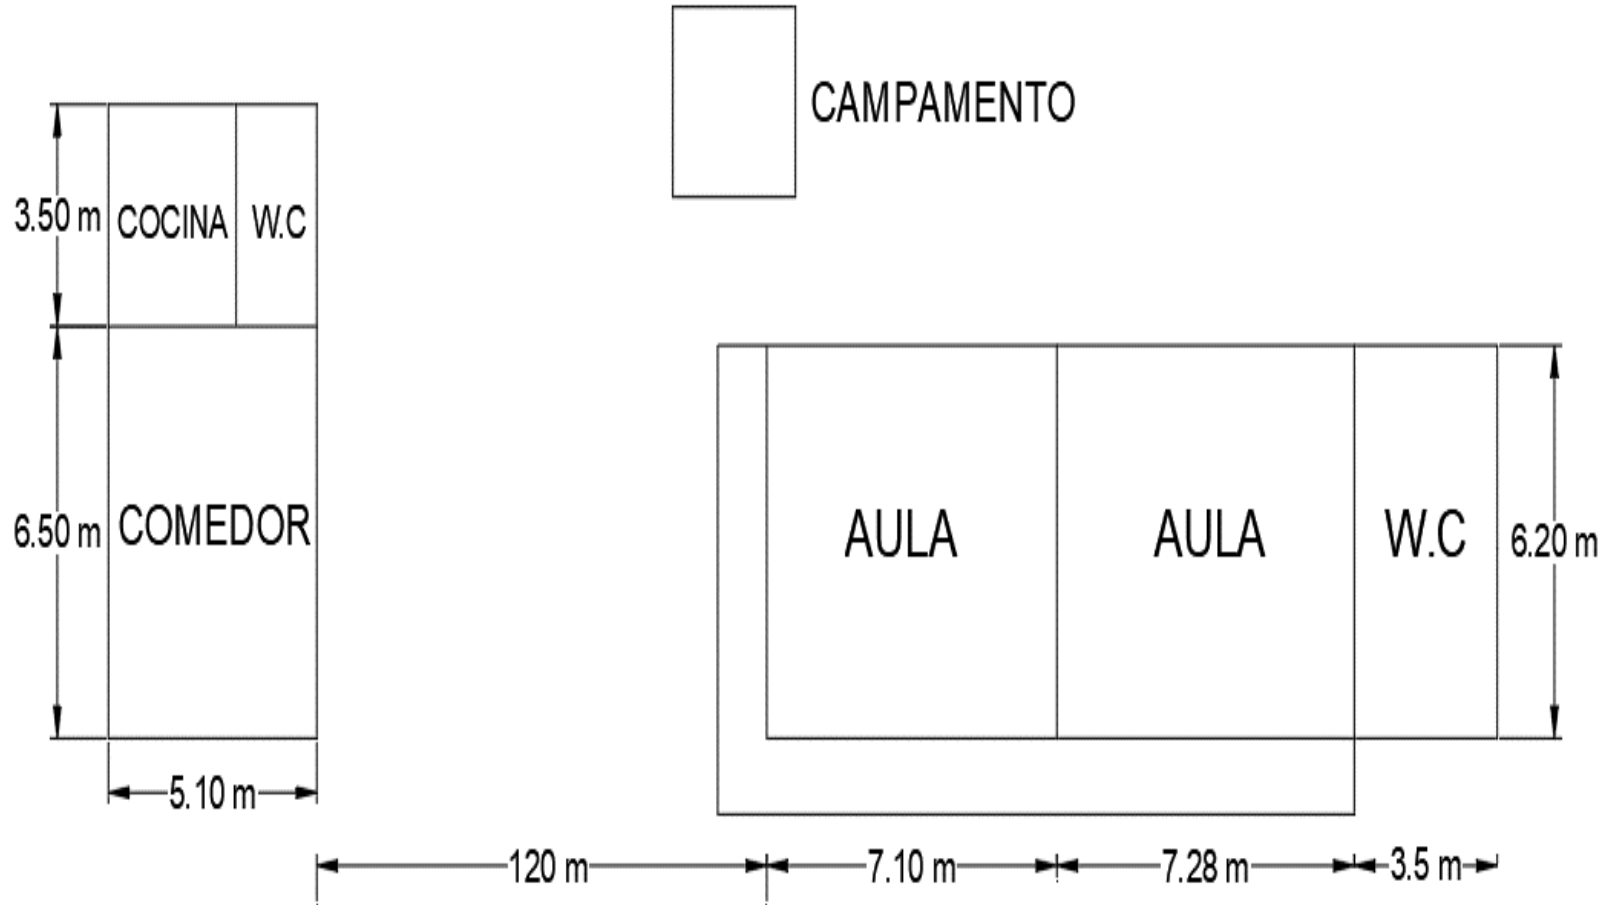 CAMPAMENTO
3.50 m
COCINA
W.C
6.50 m
COMEDOR
AULA
AULA
W.C
6.20 m
5.10 m
120 m
7.10 m
7.28 m
3.5 m